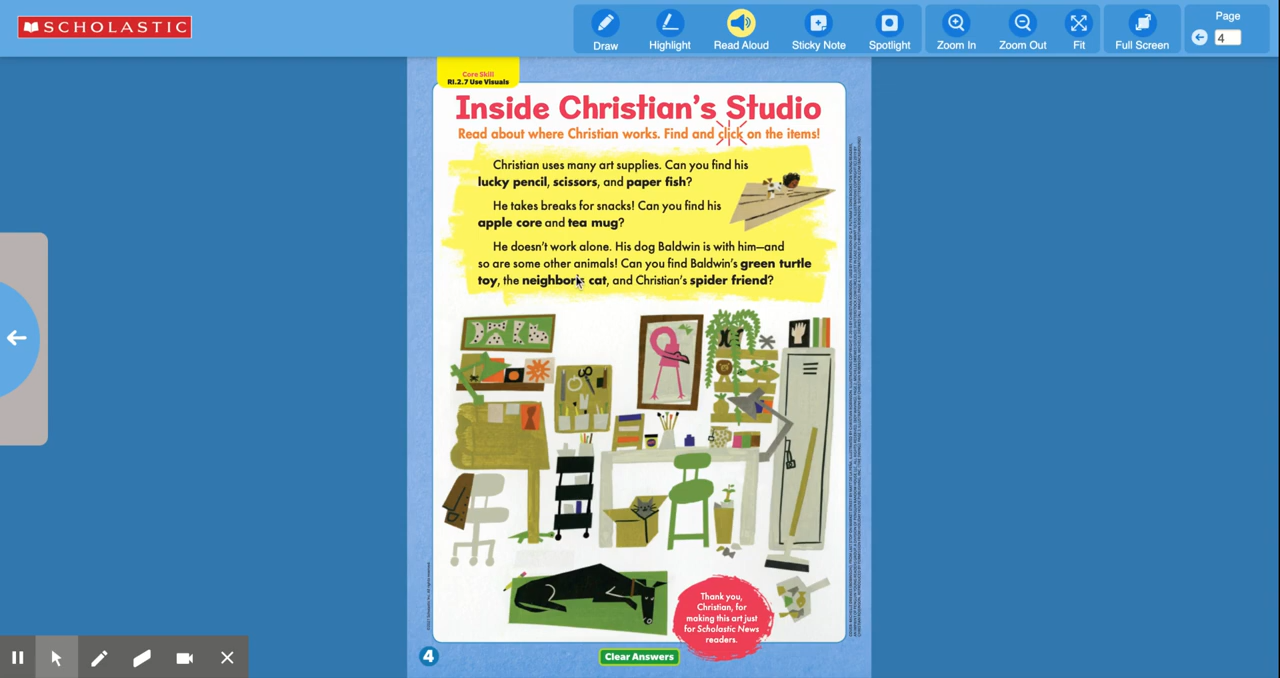 SCHOLASTIC
Draw
Highlight
Read Aloud
Sticky Note
Spotlight
Zoom In
Zoom Out
Fit
Full Screen
Page
4
Core Skill
RI.2.7 Use Visuals
Inside Christian's Studio
Read about where Christian works. Find and click on the items!
Christian uses many art supplies. Can you find his
lucky pencil, scissors, and paper fish?
He takes breaks for snacks! Can you find his
apple core and tea mug?
He doesn't work alone. His dog Baldwin is with him—and
so are some other animals! Can you find Baldwin's green turtle
toy, the neighbor's cat, and Christian's spider friend?
Thank you,
Christian, for
making this art just
for Scholastic News
readers.
4
Clear Answers